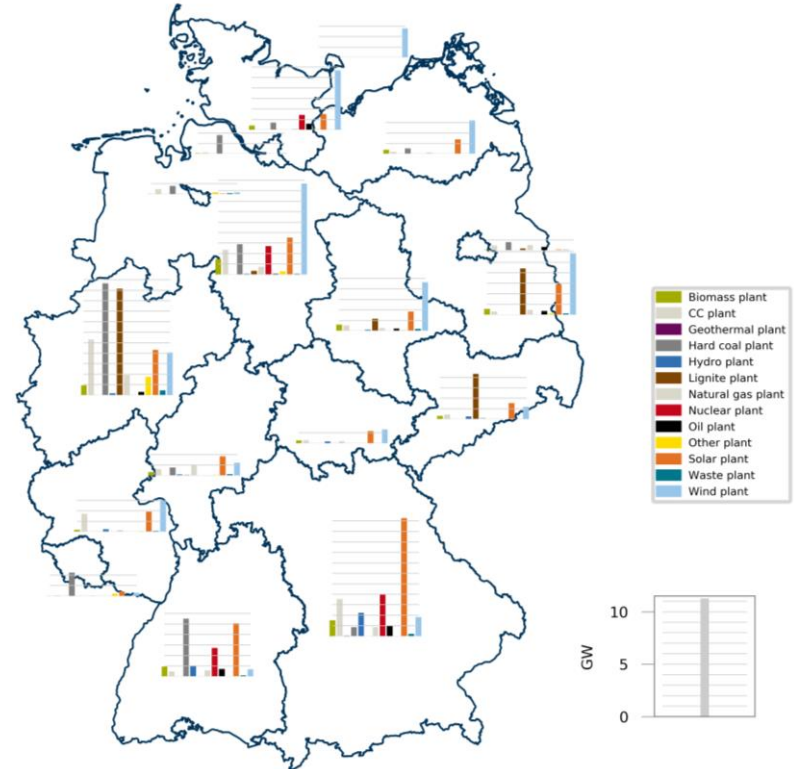 Biomass plant
CC plant
Geothermal plant
Hard coal plant
Hydro plant
Lignite plant
Natural gas plant
Nuclear plant
Oil plant
Other plant
Solar plant
Waste plant
Wind plant
10
GW
5
0